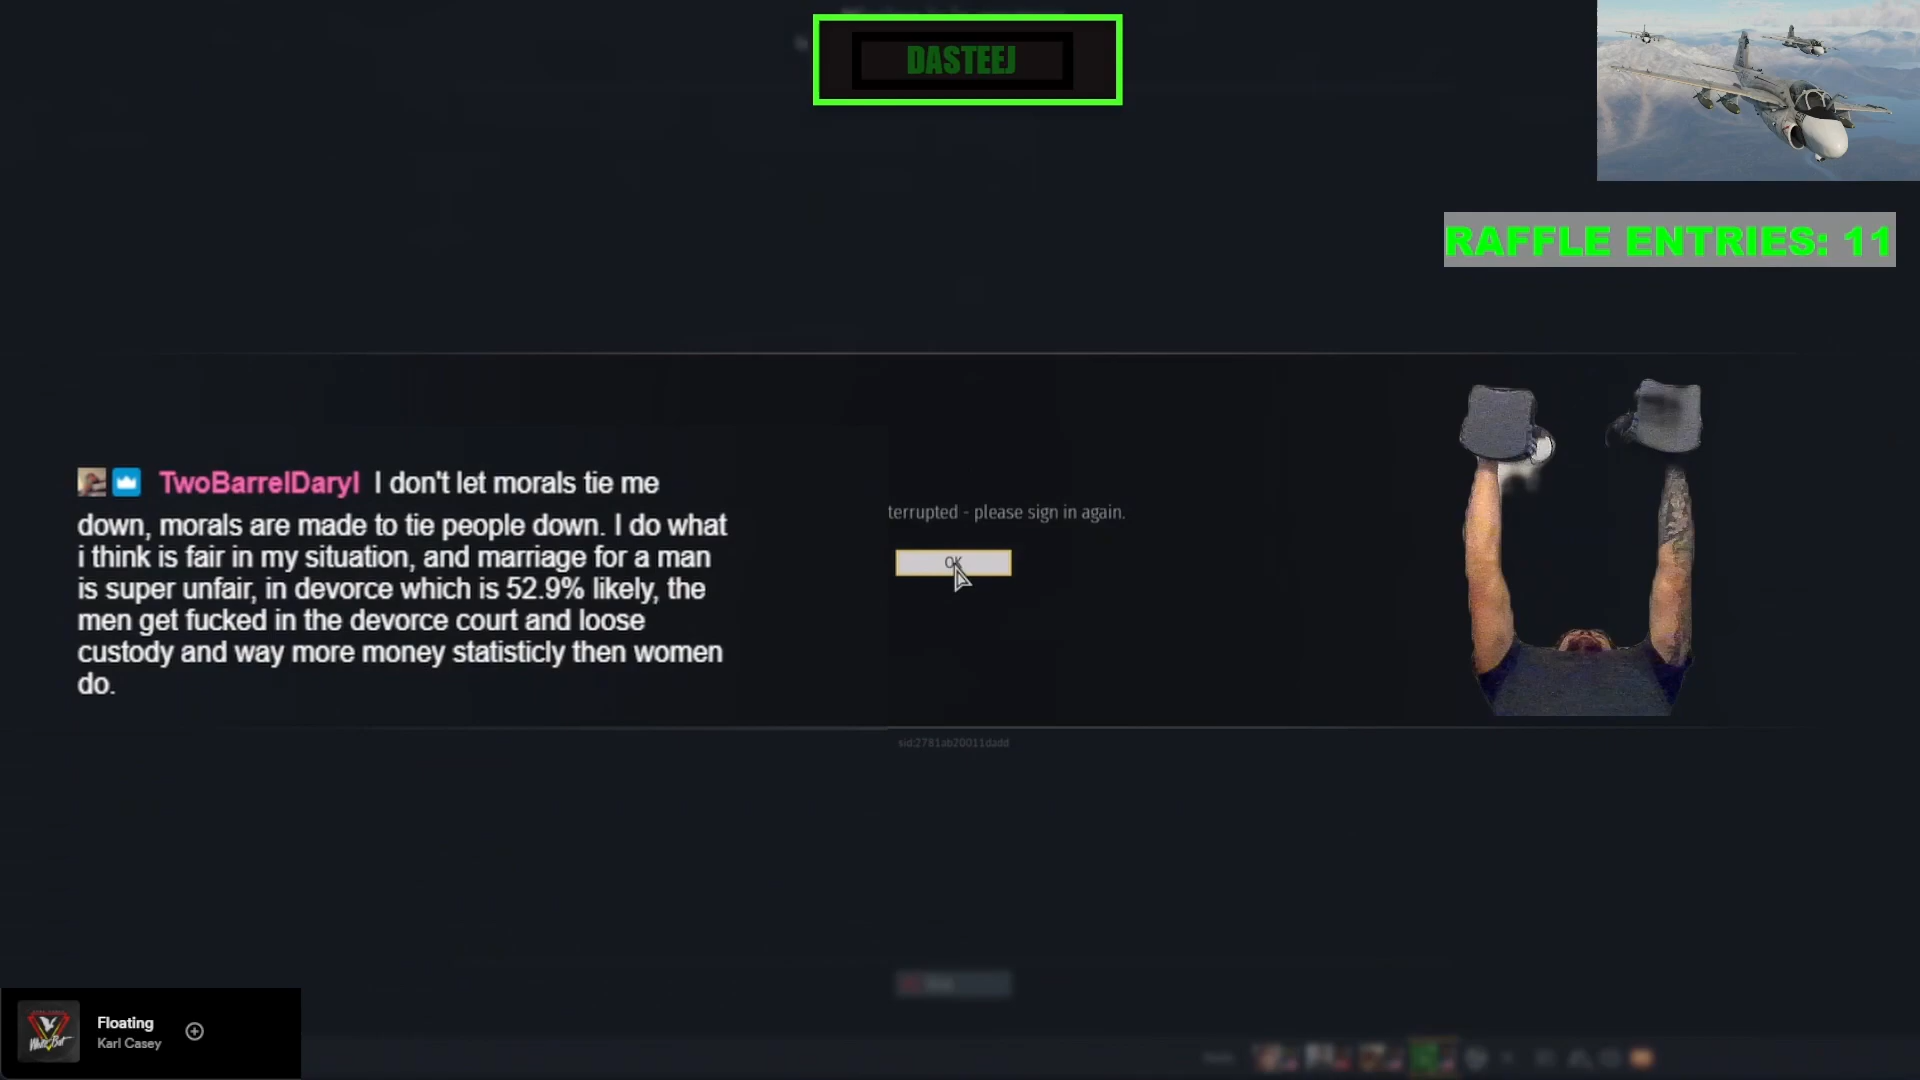 DASTEEJ
RAFFLE ENTRIES: 11
TwoBarrelDaryl I don't let morals tie me
down, morals are made to tie people down. I do what
i think is fair in my situation, and marriage for a man
is super unfair, in devorce which is 52.9% likely, the
men get fucked in the devorce court and loose
custody and way more money statisticly then women
do.
terrupted - please sign in again.
OK
sid:2781ab20011dadd
Floating
Karl Casey